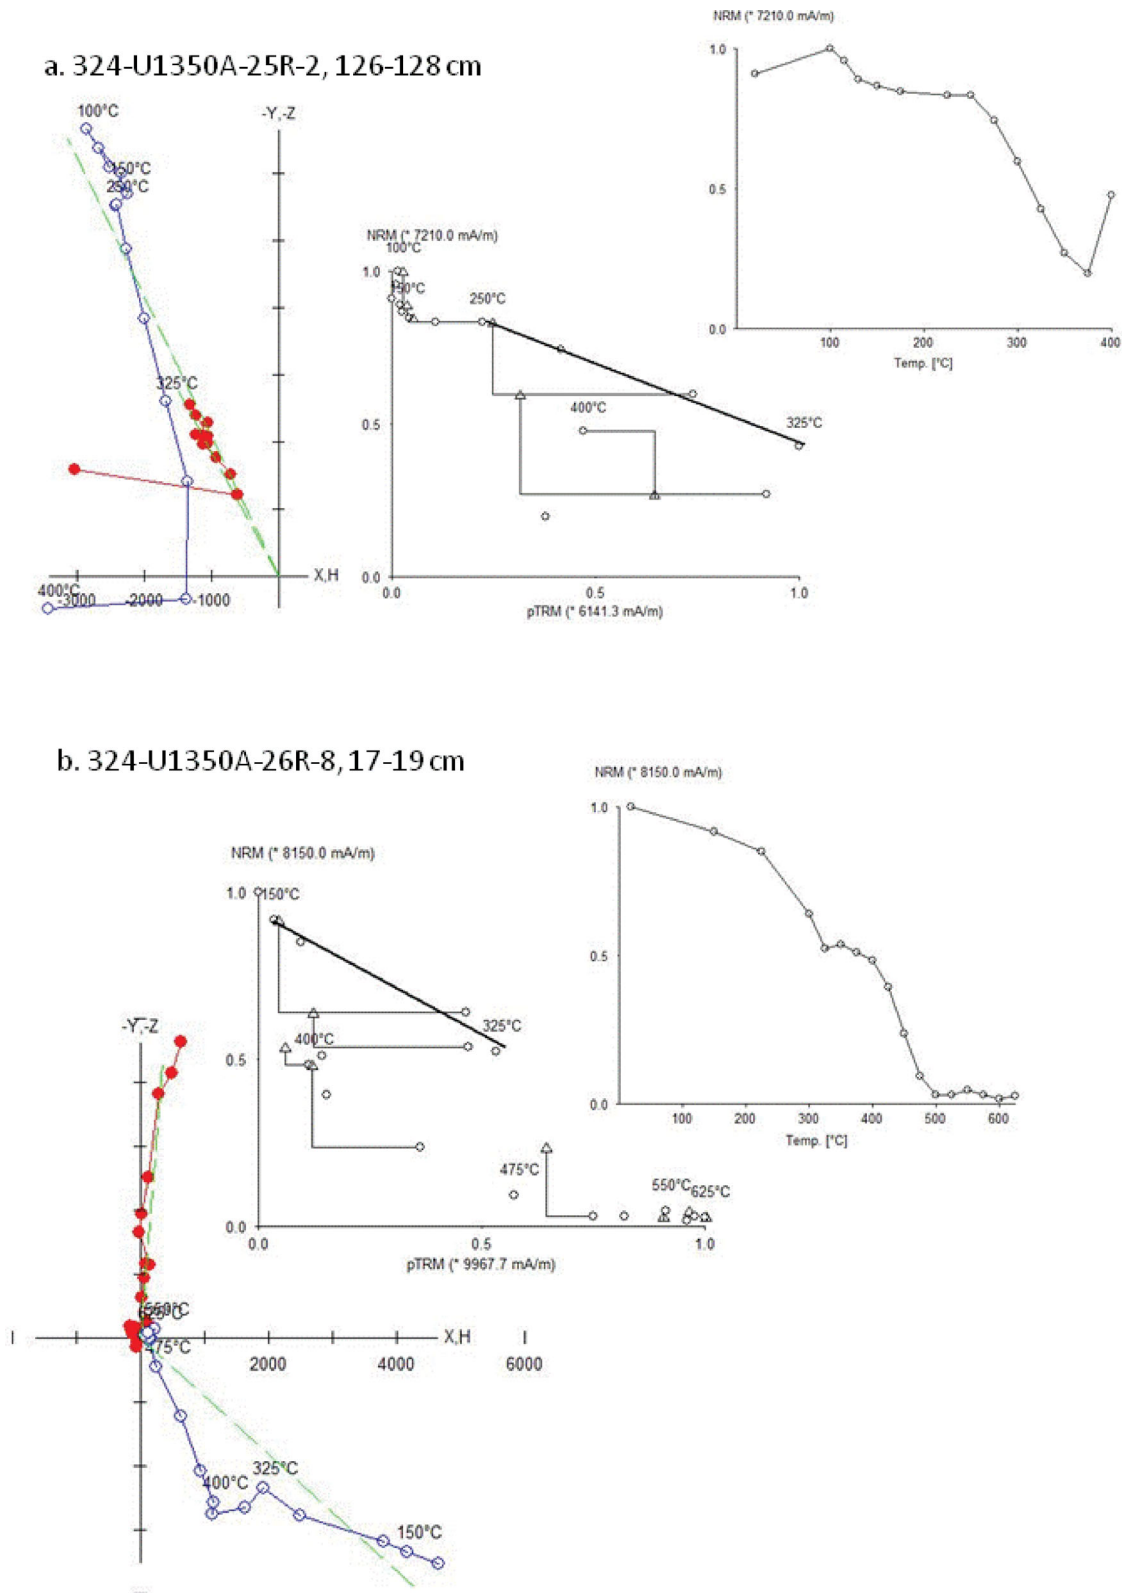 NRM (* 7210.0 mA/m)
a. 324-U1350A-25R-2, 126-128 cm
1.0
0.5
0.0
100
200
300
400
Temp. [°C]
100°C
-Y,-Z
150°C
250°C
325°C
X,H
400°C
-3000
-2000
-1000
NRM (* 7210.0 mA/m)
100°C
1.0
250°C
400°C
325°C
0.5
0.0
0.0
0.5
1.0
pTRM (* 6141.3 mA/m)
b. 324-U1350A-26R-8, 17-19 cm
NRM (* 8150.0 mA/m)
1.0
0.5
0.0
100
200
300
400
500
600
Temp. [°C]
NRM (* 8150.0 mA/m)
1.0
150°C
325°C
400°C
0.5
475°C
550°C
625°C
0.0
0.0
0.5
1.0
pTRM (* 9967.7 mA/m)
-Y,-Z
550°C
625°C
475°C
X,H
2000
4000
6000
400°C
325°C
150°C